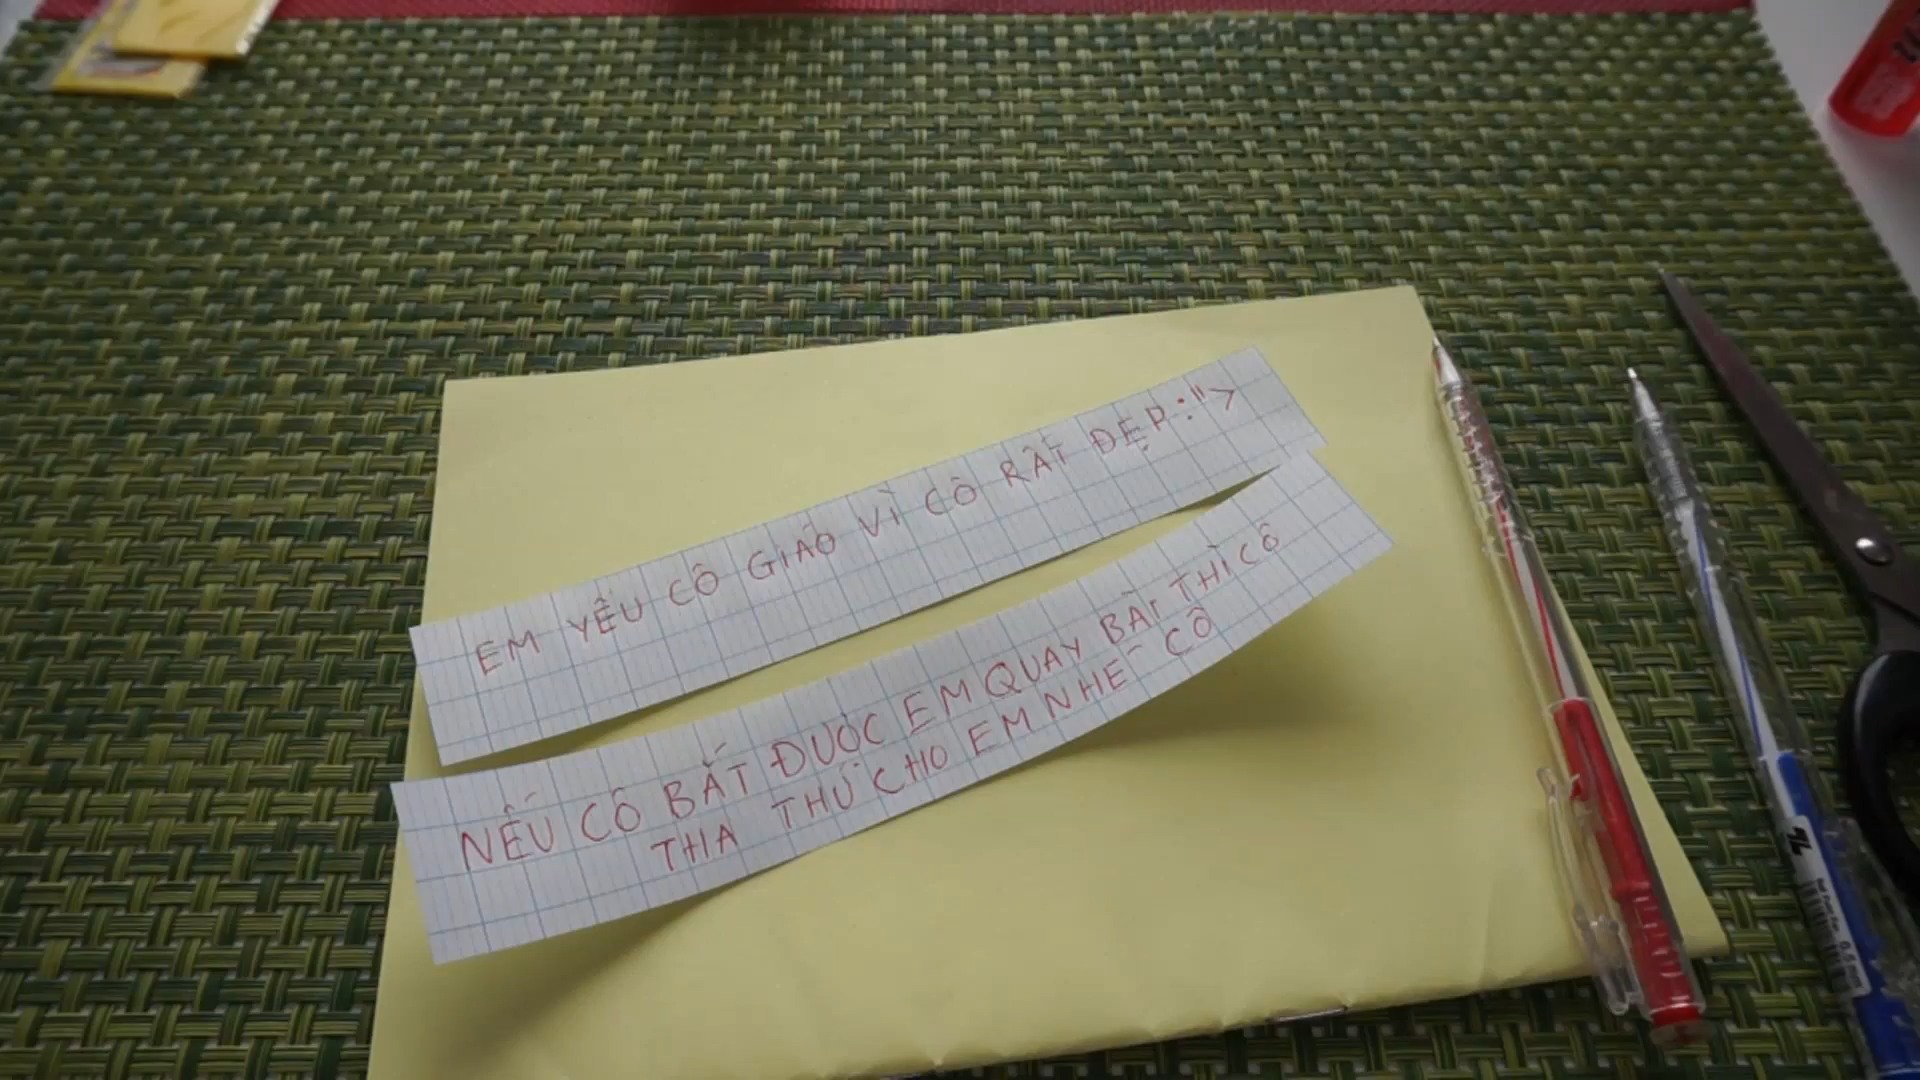 EM YÊU CÔ GIÁO VÌ CÔ RẤT ĐẸP :">
NẾU CÔ BẮT ĐƯỢC EM QUAY BÀI THÌ CÔ
THA THỨ CHO EM NHÉ CÔ